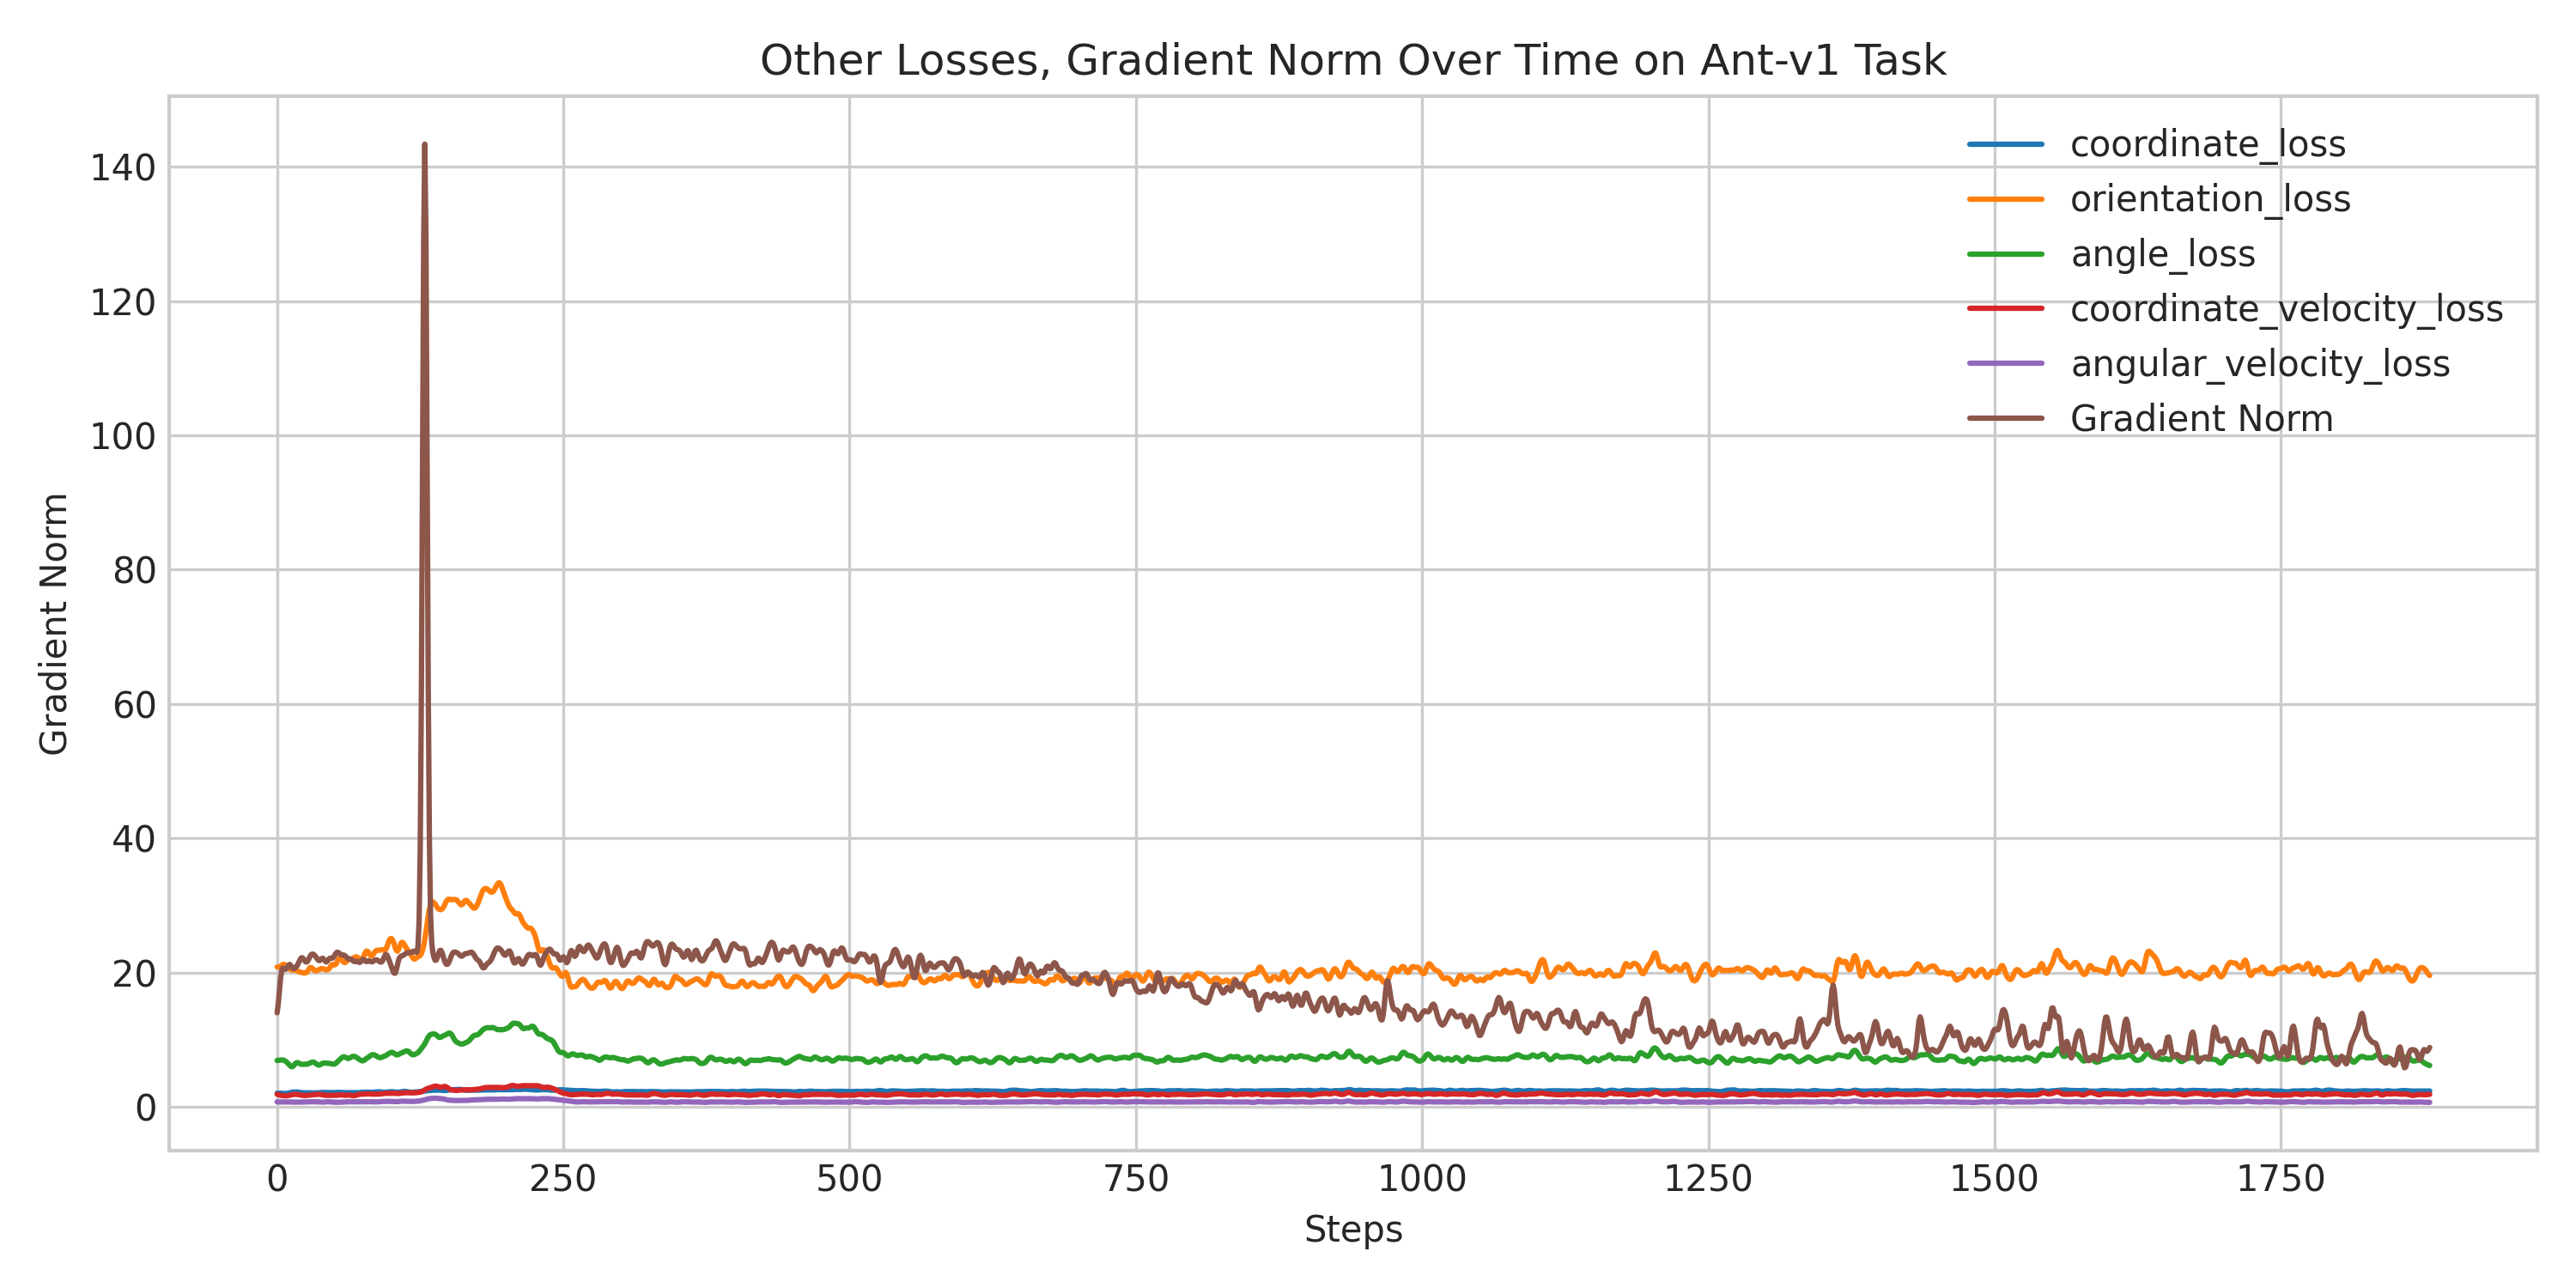 Other Losses, Gradient Norm Over Time on Ant-v1 Task
coordinate_loss
orientation_loss
angle_loss
coordinate_velocity_loss
angular_velocity_loss
Gradient Norm
Gradient Norm
140
120
100
80
60
40
20
0
0 250 500 750 1000 1250 1500 1750
Steps